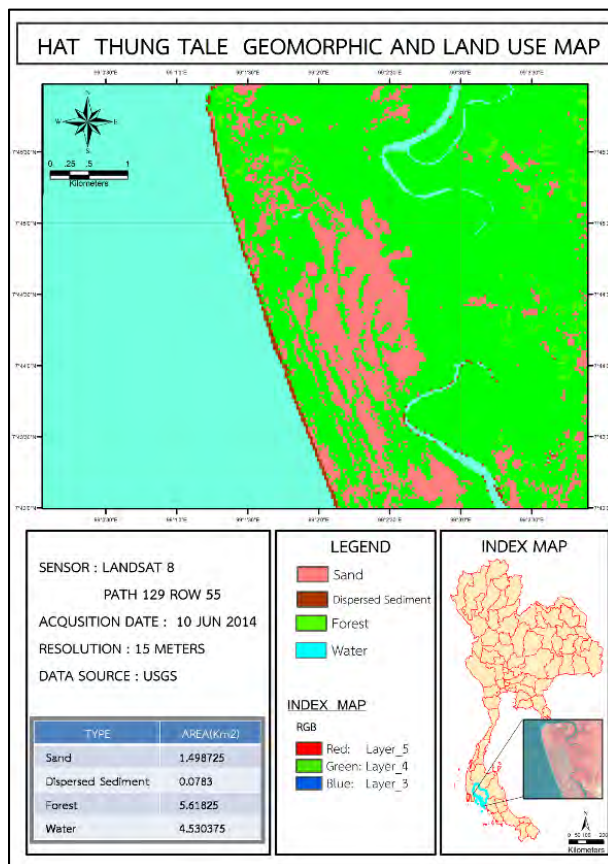 HAT THUNG TALE GEOMORPHIC AND LAND USE MAP
N
W E
S
0 .25 .5 1
Kilometers
SENSOR : LANDSAT 8
PATH 129 ROW 55
ACQUSITION DATE : 10 JUN 2014
RESOLUTION : 15 METERS
DATA SOURCE : USGS
TYPE AREA(Km2)
Sand 1.498725
Dispersed Sediment 0.0783
Forest 5.61825
Water 4.530375
LEGEND
Sand
Dispersed Sediment
Forest
Water
INDEX MAP
RGB
Red: Layer_5
Green: Layer_4
Blue: Layer_3
INDEX MAP
N
Kilometers